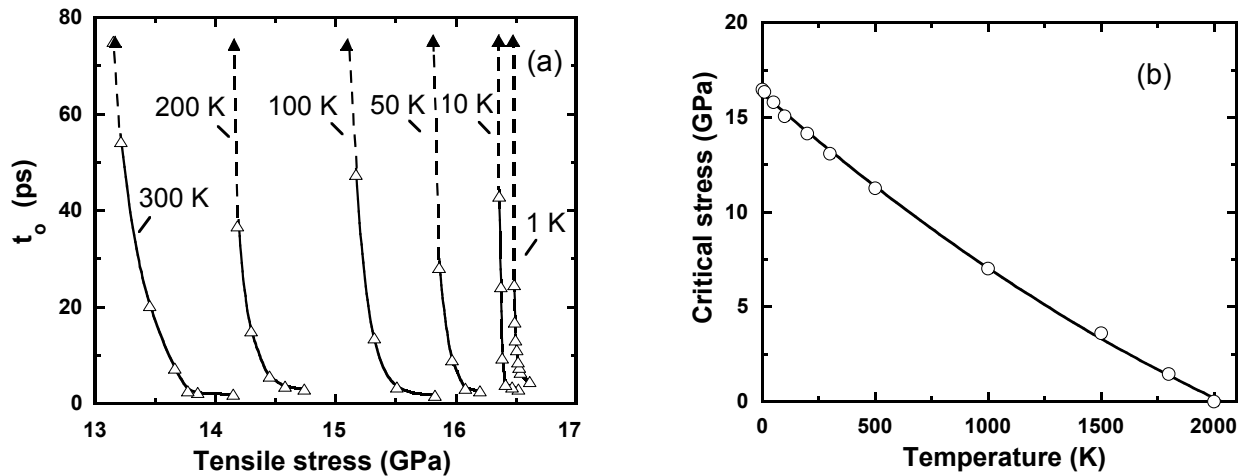 80
60
40
20
0
t_o (ps)
(a)
200 K
100 K
50 K
10 K
300 K
1 K
13 14 15 16 17
Tensile stress (GPa)
20
15
10
5
0
Critical stress (GPa)
(b)
0 500 1000 1500 2000
Temperature (K)